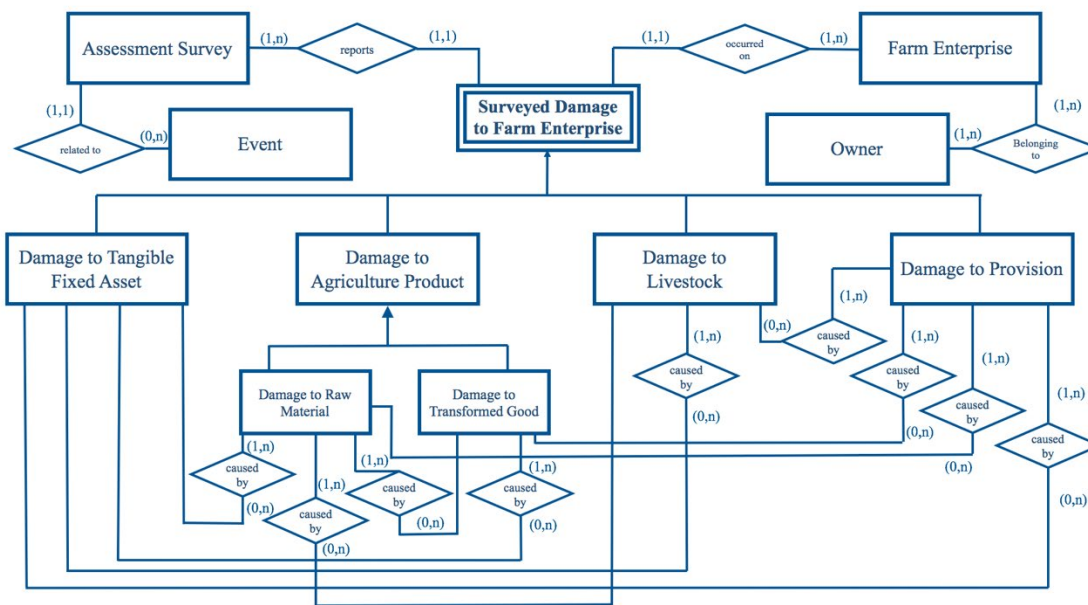 Assessment Survey
(1,n)
reports
(1,1)
(1,1)
occurred
on
(1,n)
Farm Enterprise
Surveyed Damage
to Farm Enterprise
(1,1)
related to
(0,n)
Event
Owner
(1,n)
Belonging
to
(1,n)
Damage to Tangible
Fixed Asset
Damage to
Agriculture Product
Damage to
Livestock
Damage to Provision
(1,n)
caused
by
(0,n)
(1,n)
caused
by
(0,n)
(1,n)
caused
by
(0,n)
(1,n)
caused
by
(0,n)
(1,n)
caused
by
(0,n)
Damage to Raw
Material
Damage to
Transformed Good
(1,n)
caused
by
(0,n)
(1,n)
caused
by
(0,n)
(1,n)
caused
by
(0,n)
(1,n)
caused
by
(0,n)